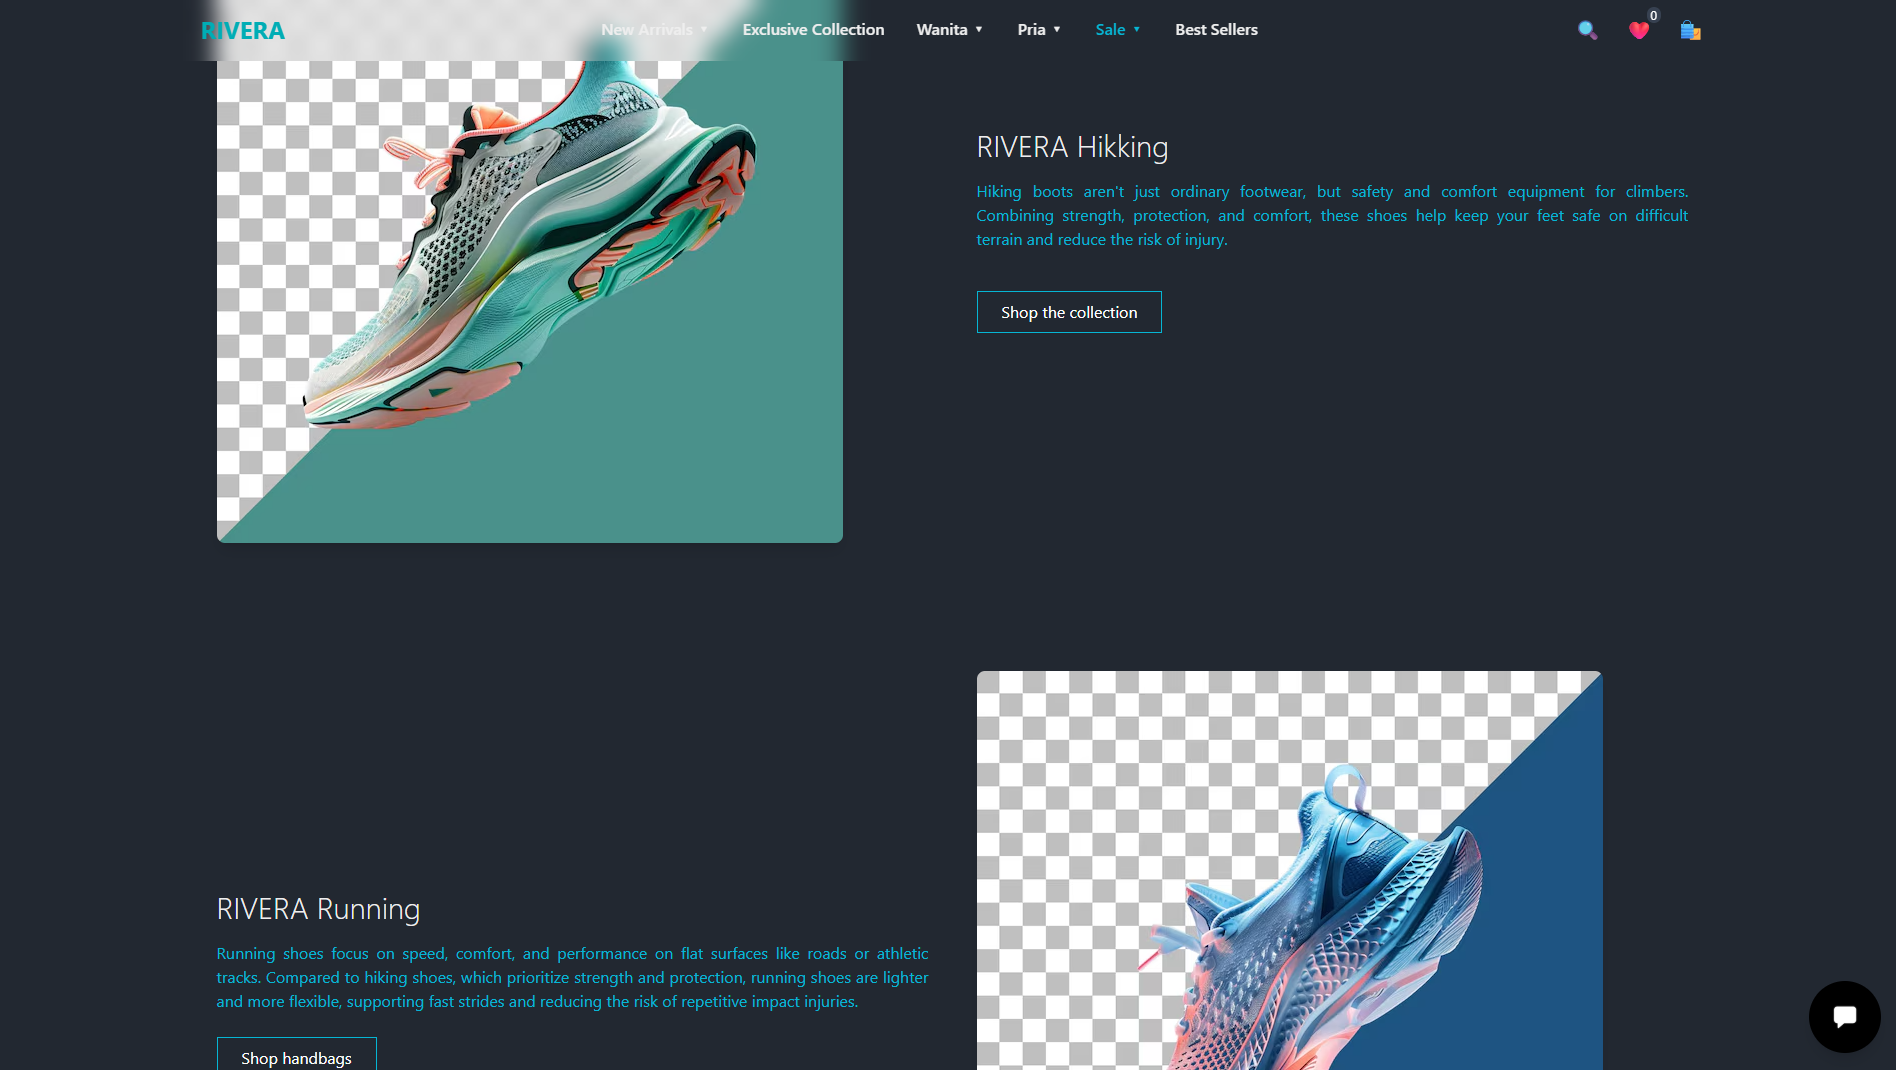 RIVERA
New Arrivals ▼
Exclusive Collection
Wanita ▼
Pria ▼
Sale ▼
Best Sellers
0
RIVERA Hikking
Hiking boots aren't just ordinary footwear, but safety and comfort equipment for climbers.
Combining strength, protection, and comfort, these shoes help keep your feet safe on difficult
terrain and reduce the risk of injury.
Shop the collection
RIVERA Running
Running shoes focus on speed, comfort, and performance on flat surfaces like roads or athletic
tracks. Compared to hiking shoes, which prioritize strength and protection, running shoes are lighter
and more flexible, supporting fast strides and reducing the risk of repetitive impact injuries.
Shop handbags